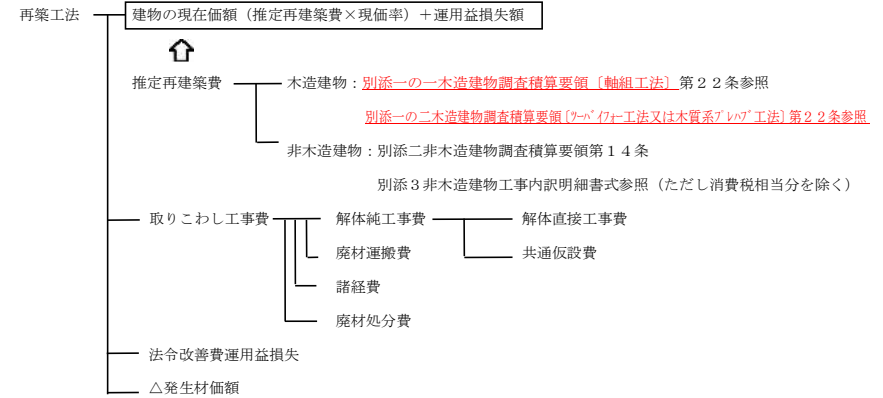 再築工法 建物の現在価額（推定再建築費×現価率）＋運用益損失額
推定再建築費 木造建物：別添一の一木造建物調査積算要領〔軸組工法〕第２２条参照
別添一の二木造建物調査積算要領〔ﾂｰﾊﾞｲﾌｫｰ工法又は木質系ﾌﾟﾚﾊﾌﾞ工法〕第２２条参照
非木造建物：別添二非木造建物調査積算要領第１４条
別添３非木造建物工事内訳明細書式参照（ただし消費税相当分を除く）
取りこわし工事費 解体純工事費 解体直接工事費
廃材運搬費 共通仮設費
諸経費
廃材処分費
法令改善費運用益損失
△発生材価額